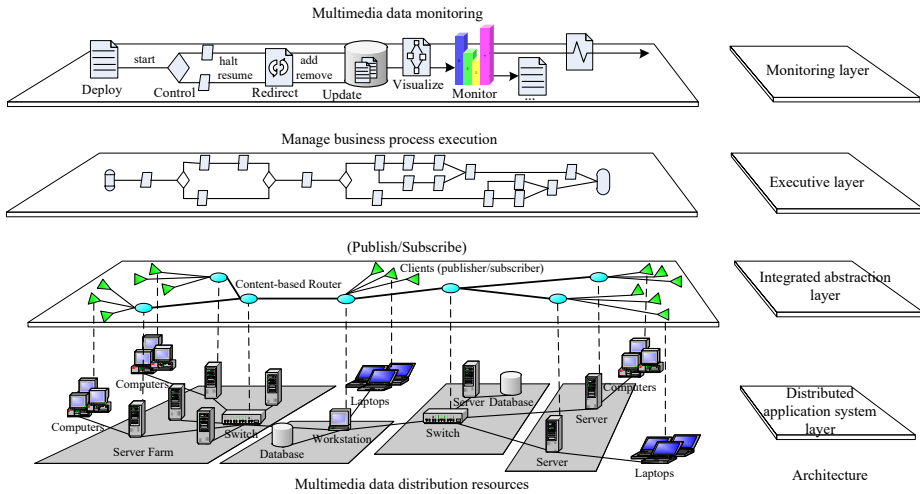 Multimedia data monitoring
start
halt
resume
add
remove
Deploy
Control
Redirect
Update
Visualize
Monitor
...
Monitoring layer
Manage business process execution
Executive layer
(Publish/Subscribe)
Clients (publisher/subscriber)
Content-based Router
Integrated abstraction
layer
Computers
Computers
Server Farm
Switch
Database
Workstation
Laptops
Server
Database
Switch
Computers
Server
Server
Laptops
Distributed
application system
layer
Multimedia data distribution resources
Architecture